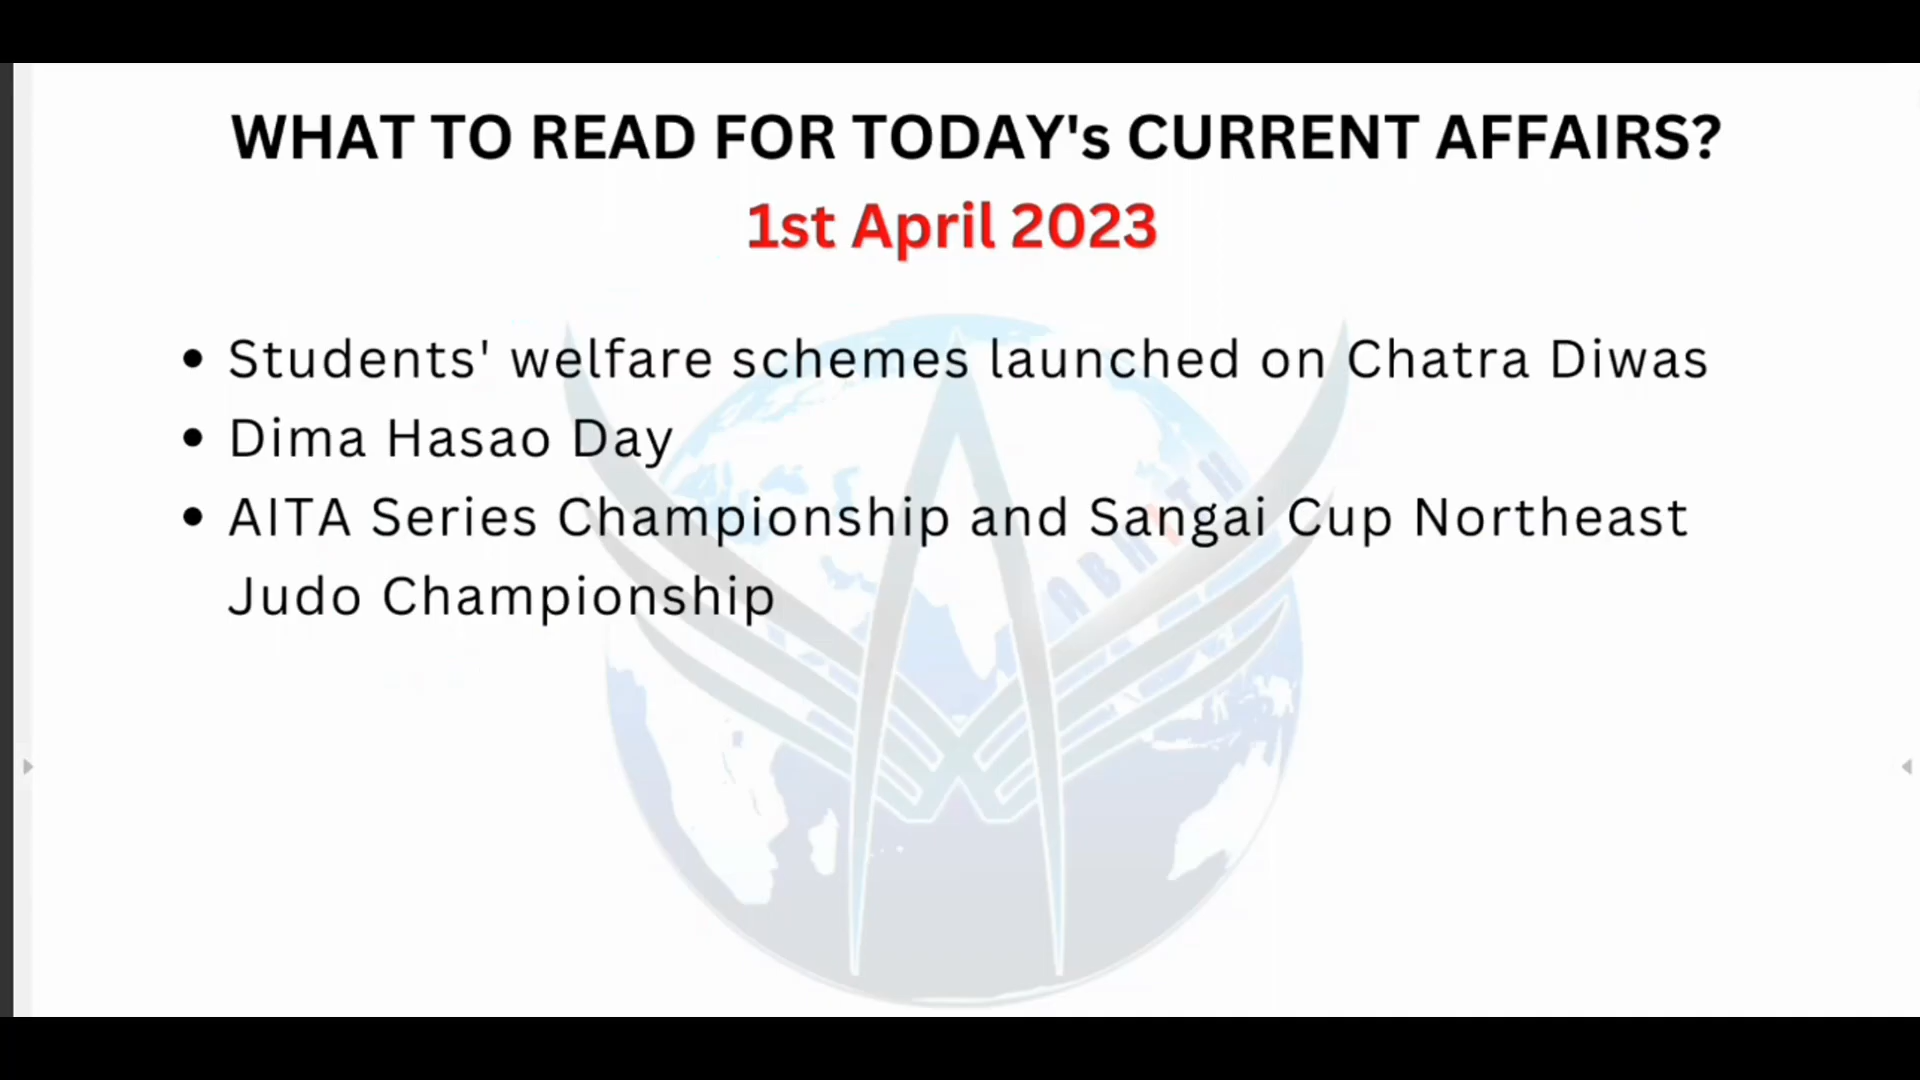 WHAT TO READ FOR TODAY's CURRENT AFFAIRS?
1st April 2023
• Students' welfare schemes launched on Chatra Diwas
• Dima Hasao Day
• AITA Series Championship and Sangai Cup Northeast
Judo Championship
ABHITH